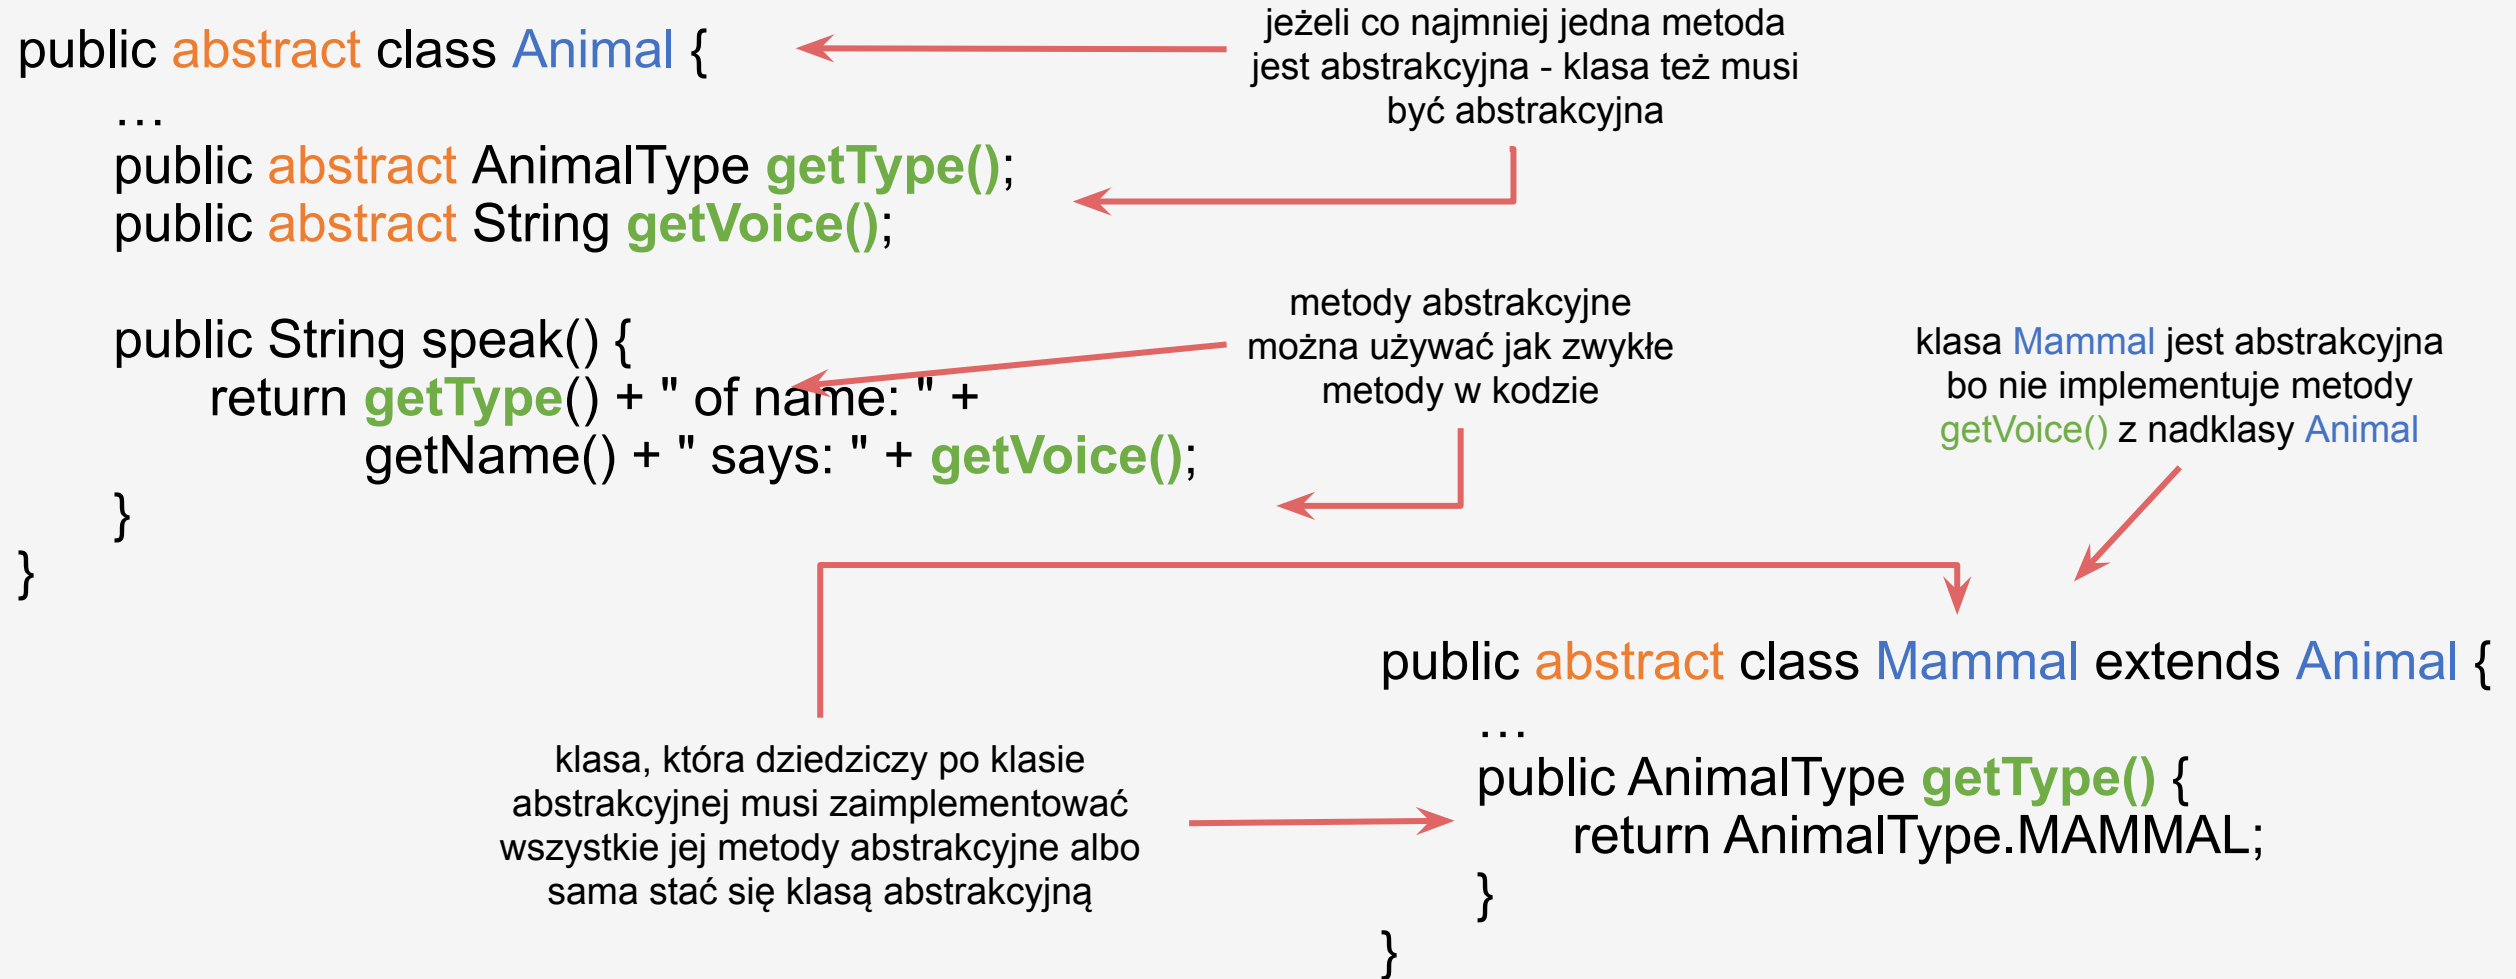 public abstract class Animal {
…
public abstract AnimalType getType();
public abstract String getVoice();
public String speak() {
return getType() + " of name: " +
getName() + " says: " + getVoice();
}
}
jeżeli co najmniej jedna metoda
jest abstrakcyjna - klasa też musi
być abstrakcyjna
metody abstrakcyjne
można używać jak zwykłe
metody w kodzie
klasa Mammal jest abstrakcyjna
bo nie implementuje metody
getVoice() z nadklasy Animal
klasa, która dziedziczy po klasie
abstrakcyjnej musi zaimplementować
wszystkie jej metody abstrakcyjne albo
sama stać się klasą abstrakcyjną
public abstract class Mammal extends Animal {
…
public AnimalType getType() {
return AnimalType.MAMMAL;
}
}